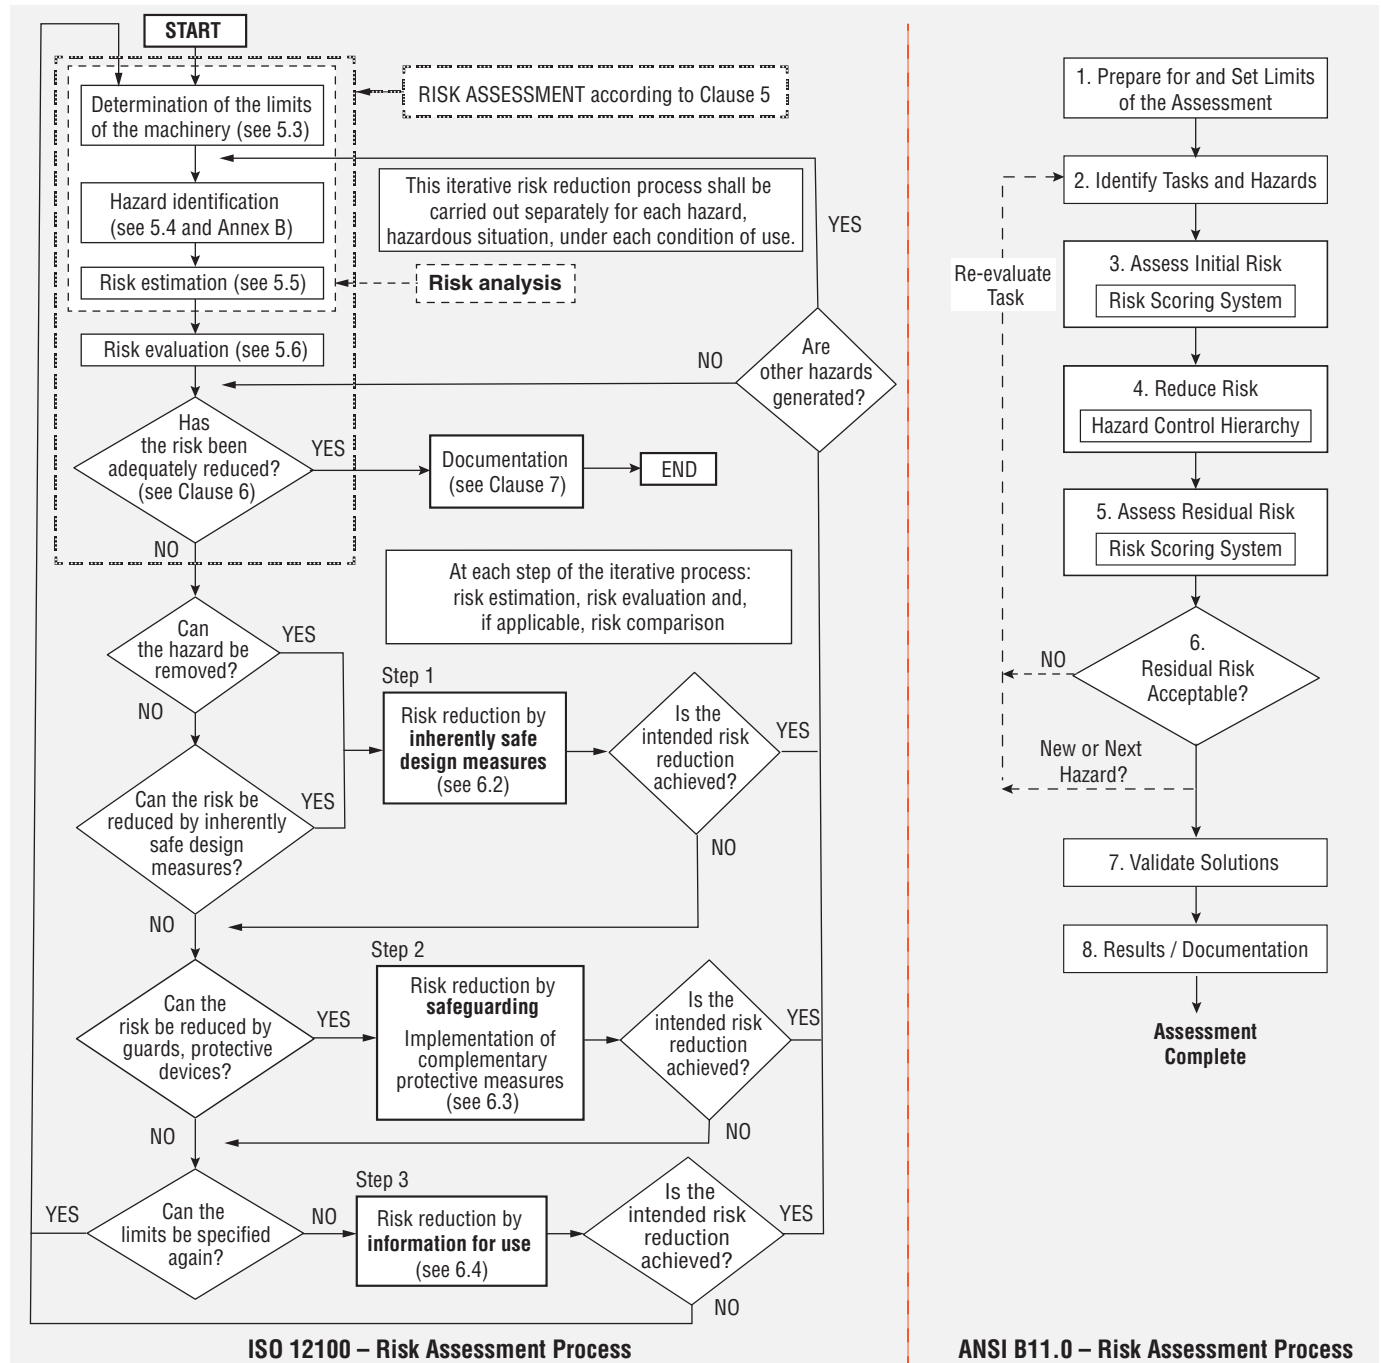 START
RISK ASSESSMENT according to Clause 5
Determination of the limits
of the machinery (see 5.3)
This iterative risk reduction process shall be
carried out separately for each hazard,
hazardous situation, under each condition of use.
YES
Hazard identification
(see 5.4 and Annex B)
Risk estimation (see 5.5)
Risk analysis
Risk evaluation (see 5.6)
NO
Are
other hazards
generated?
Has
the risk been
adequately reduced?
(see Clause 6)
YES
Documentation
(see Clause 7)
END
NO
At each step of the iterative process:
risk estimation, risk evaluation and,
if applicable, risk comparison
Can
the hazard be
removed?
YES
NO
Step 1
Risk reduction by
inherently safe
design measures
(see 6.2)
Is the
intended risk
reduction
achieved?
YES
NO
Can the risk be
reduced by inherently
safe design
measures?
YES
NO
Step 2
Risk reduction by
safeguarding
Implementation of
complementary
protective measures
(see 6.3)
Is the
intended risk
reduction
achieved?
YES
NO
Can the
risk be reduced by
guards, protective
devices?
YES
NO
Step 3
Can the
limits be specified
again?
YES
NO
Risk reduction by
information for use
(see 6.4)
Is the
intended risk
reduction
achieved?
YES
NO
ISO 12100 – Risk Assessment Process
1. Prepare for and Set Limits
of the Assessment
2. Identify Tasks and Hazards
Re-evaluate
Task
3. Assess Initial Risk
Risk Scoring System
4. Reduce Risk
Hazard Control Hierarchy
5. Assess Residual Risk
Risk Scoring System
6.
Residual Risk
Acceptable?
NO
New or Next
Hazard?
7. Validate Solutions
8. Results / Documentation
Assessment
Complete
ANSI B11.0 – Risk Assessment Process